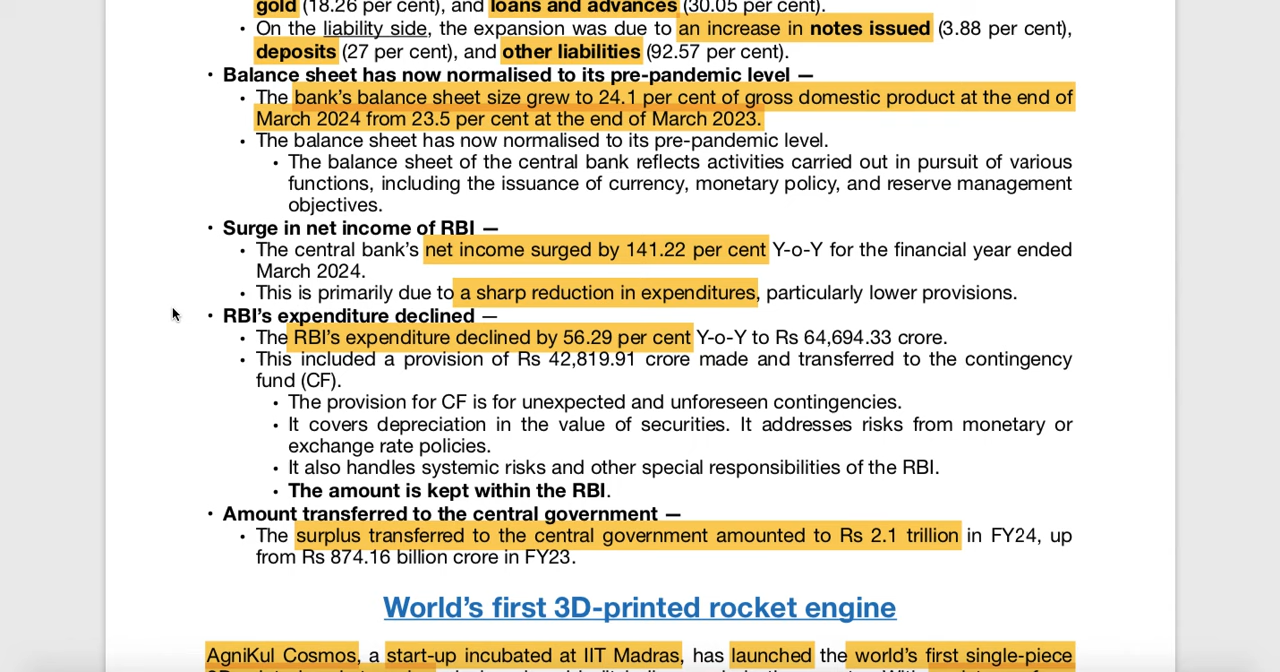 gold (18.26 per cent), and loans and advances (30.05 per cent).
• On the liability side, the expansion was due to an increase in notes issued (3.88 per cent),
deposits (27 per cent), and other liabilities (92.57 per cent).
• Balance sheet has now normalised to its pre-pandemic level —
• The bank’s balance sheet size grew to 24.1 per cent of gross domestic product at the end of
March 2024 from 23.5 per cent at the end of March 2023.
• The balance sheet has now normalised to its pre-pandemic level.
• The balance sheet of the central bank reflects activities carried out in pursuit of various
functions, including the issuance of currency, monetary policy, and reserve management
objectives.
• Surge in net income of RBI —
• The central bank’s net income surged by 141.22 per cent Y-o-Y for the financial year ended
March 2024.
• This is primarily due to a sharp reduction in expenditures, particularly lower provisions.
• RBI’s expenditure declined —
• The RBI’s expenditure declined by 56.29 per cent Y-o-Y to Rs 64,694.33 crore.
• This included a provision of Rs 42,819.91 crore made and transferred to the contingency
fund (CF).
• The provision for CF is for unexpected and unforeseen contingencies.
• It covers depreciation in the value of securities. It addresses risks from monetary or
exchange rate policies.
• It also handles systemic risks and other special responsibilities of the RBI.
• The amount is kept within the RBI.
• Amount transferred to the central government —
• The surplus transferred to the central government amounted to Rs 2.1 trillion in FY24, up
from Rs 874.16 billion crore in FY23.
World’s first 3D-printed rocket engine
AgniKul Cosmos, a start-up incubated at IIT Madras, has launched the world’s first single-piece